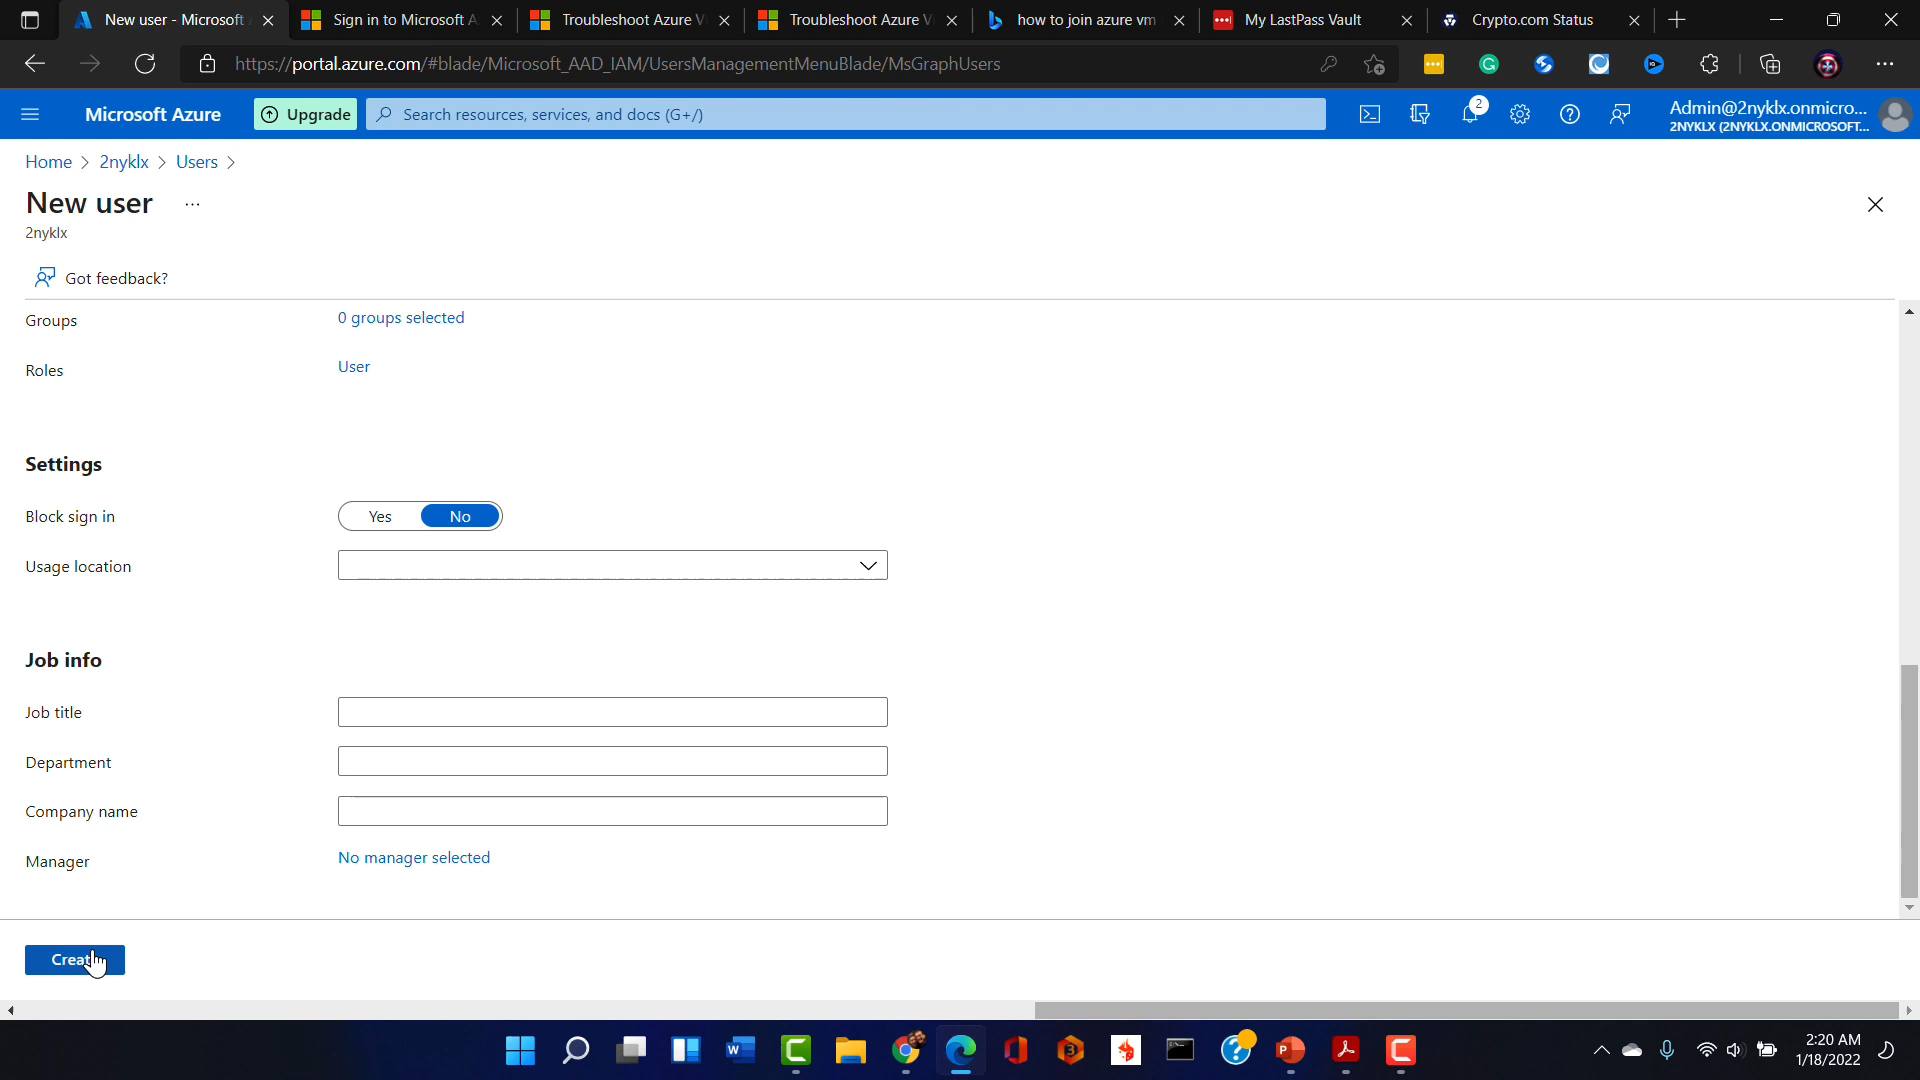 New user - Microsoft
Sign in to Microsoft A
Troubleshoot Azure V
Troubleshoot Azure V
how to join azure vm
My LastPass Vault
Crypto.com Status
https://portal.azure.com/#blade/Microsoft_AAD_IAM/UsersManagementMenuBlade/MsGraphUsers
Microsoft Azure
Upgrade
Search resources, services, and docs (G+/)
2
Admin@2nyklx.onmicro...
2NYKLX (2NYKLX.ONMICROSOFT...
Home > 2nyklx > Users >
New user ...
2nyklx
Got feedback?
Groups
0 groups selected
Roles
User
Settings
Block sign in
Yes No
Usage location
Job info
Job title
Department
Company name
Manager
No manager selected
Creat
2:20 AM
1/18/2022